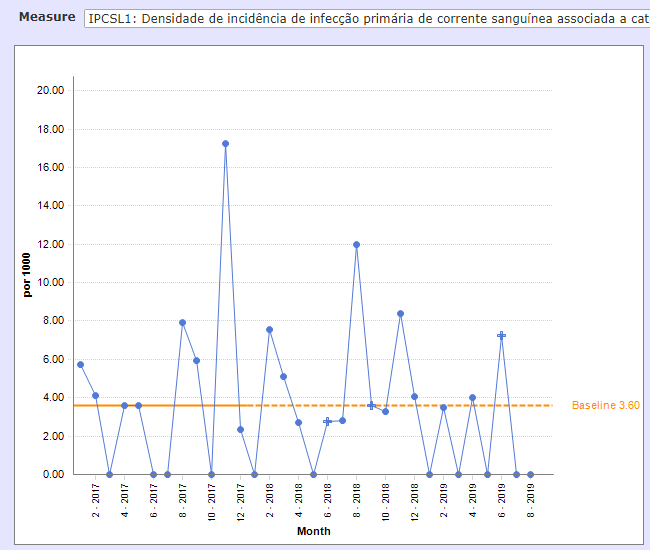 Measure IPCSL1: Densidade de incidência de infecção primária de corrente sanguínea associada a cat
20.00
18.00
16.00
14.00
12.00
10.00
8.00
6.00
4.00
2.00
0.00
por 1000
Baseline 3.60
2 - 2017
4 - 2017
6 - 2017
8 - 2017
10 - 2017
12 - 2017
2 - 2018
4 - 2018
6 - 2018
8 - 2018
10 - 2018
12 - 2018
2 - 2019
4 - 2019
6 - 2019
8 - 2019
Month